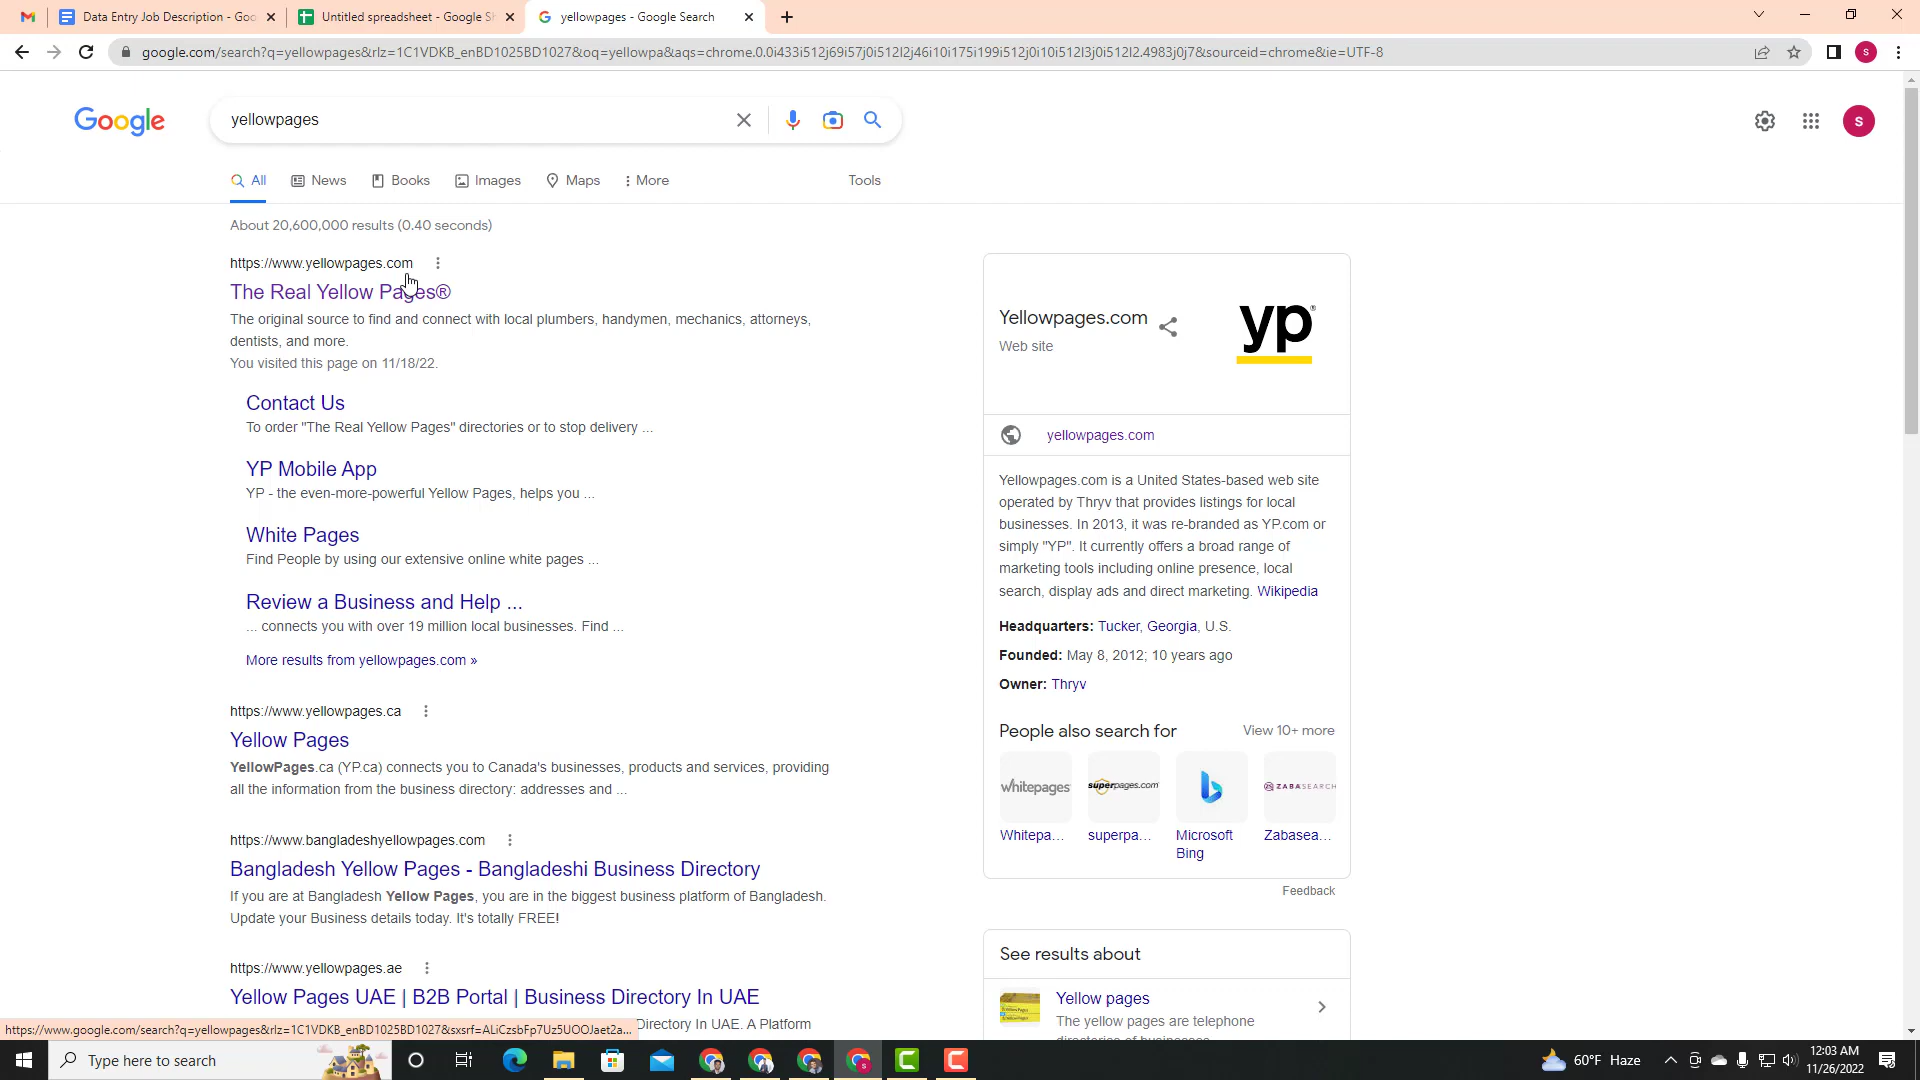 Data Entry Job Description - Goo
Untitled spreadsheet - Google Sh
yellowpages - Google Search
google.com/search?q=yellowpages&rlz=1C1VDKB_enBD1025BD1027&oq=yellowpa&aqs=chrome.0.0i433i512j69i57j0i512l2j46i10i175i199i512j0i10i512l3j0i512l2.4983j0j7&sourceid=chrome&ie=UTF-8
S
Google
yellowpages
S
All
News
Books
Images
Maps
More
Tools
About 20,600,000 results (0.40 seconds)
https://www.yellowpages.com
The Real Yellow Pages®
The original source to find and connect with local plumbers, handymen, mechanics, attorneys,
dentists, and more.
You visited this page on 11/18/22.
Contact Us
To order "The Real Yellow Pages" directories or to stop delivery ...
YP Mobile App
YP - the even-more-powerful Yellow Pages, helps you ...
White Pages
Find People by using our extensive online white pages ...
Review a Business and Help ...
... connects you with over 19 million local businesses. Find ...
More results from yellowpages.com »
https://www.yellowpages.ca
Yellow Pages
YellowPages.ca (YP.ca) connects you to Canada's businesses, products and services, providing
all the information from the business directory: addresses and ...
https://www.bangladeshyellowpages.com
Bangladesh Yellow Pages - Bangladeshi Business Directory
If you are at Bangladesh Yellow Pages, you are in the biggest business platform of Bangladesh.
Update your Business details today. It's totally FREE!
https://www.yellowpages.ae
Yellow Pages UAE | B2B Portal | Business Directory In UAE
Directory In UAE. A Platform
Yellowpages.com
Web site
yp®
yellowpages.com
Yellowpages.com is a United States-based web site
operated by Thryv that provides listings for local
businesses. In 2013, it was re-branded as YP.com or
simply "YP". It currently offers a broad range of
marketing tools including online presence, local
search, display ads and direct marketing. Wikipedia
Headquarters: Tucker, Georgia, U.S.
Founded: May 8, 2012; 10 years ago
Owner: Thryv
People also search for
View 10+ more
whitepages
superpages.com
ZABASEARCH
Whitepa...
superpa...
Microsoft
Bing
Zabasea...
Feedback
See results about
Yellow pages
The yellow pages are telephone
directories of businesses
https://www.google.com/search?q=yellowpages&rlz=1C1VDKB_enBD1025BD1027&sxsrf=ALiCzsbFp7Uz5UOOJaet2a...
Type here to search
60°F Haze
12:03 AM
11/26/2022